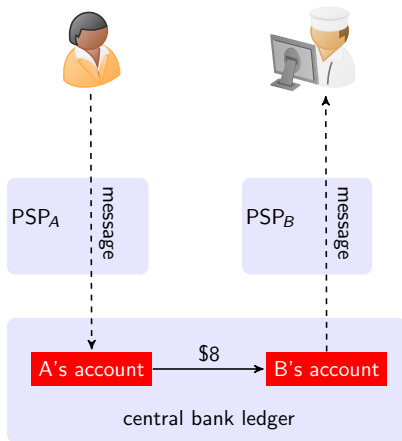 PSP_A
message
PSP_B
message
$8
A's account
B's account
central bank ledger